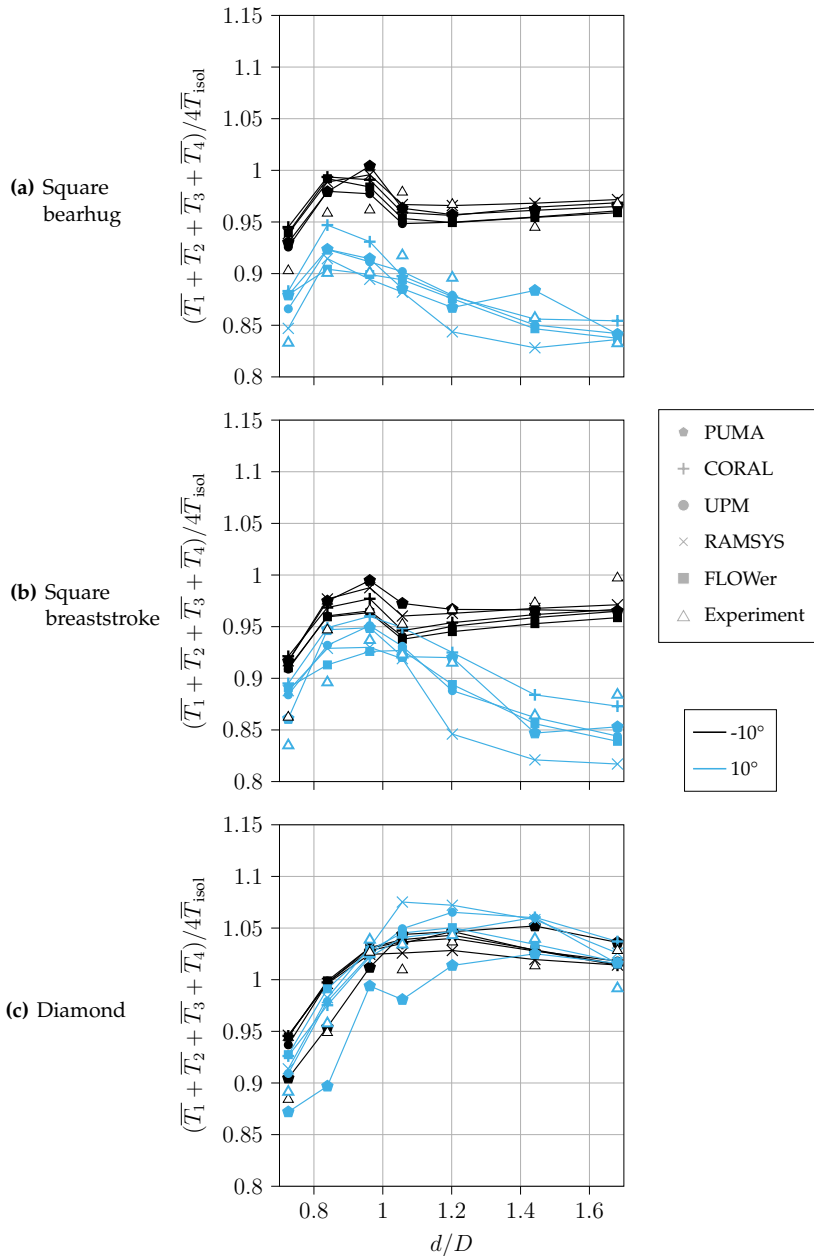 1.15
1.1
1.05
1
0.95
0.9
0.85
0.8
(T̅₁ + T̅₂ + T̅₃ + T̅₄)/4T̅ᵢₛₒₗ
(a) Square
bearhug
1.15
1.1
1.05
1
0.95
0.9
0.85
0.8
(T̅₁ + T̅₂ + T̅₃ + T̅₄)/4T̅ᵢₛₒₗ
(b) Square
breaststroke
PUMA
CORAL
UPM
RAMSYS
FLOWer
Experiment
-10°
10°
1.15
1.1
1.05
1
0.95
0.9
0.85
0.8
(T̅₁ + T̅₂ + T̅₃ + T̅₄)/4T̅ᵢₛₒₗ
(c) Diamond
0.8 1 1.2 1.4 1.6
d/D